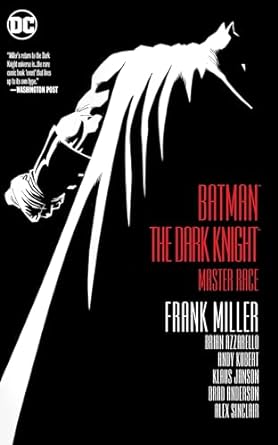 DC
"Miller's return to the Dark
Knight universe is...the rare
comic book 'event' that lives
up to its own hype."
—WASHINGTON POST
BATMAN™
THE DARK KNIGHT™
MASTER RACE
FRANK MILLER
BRIAN AZZARELLO
ANDY KUBERT
KLAUS JANSON
BRAD ANDERSON
ALEX SINCLAIR